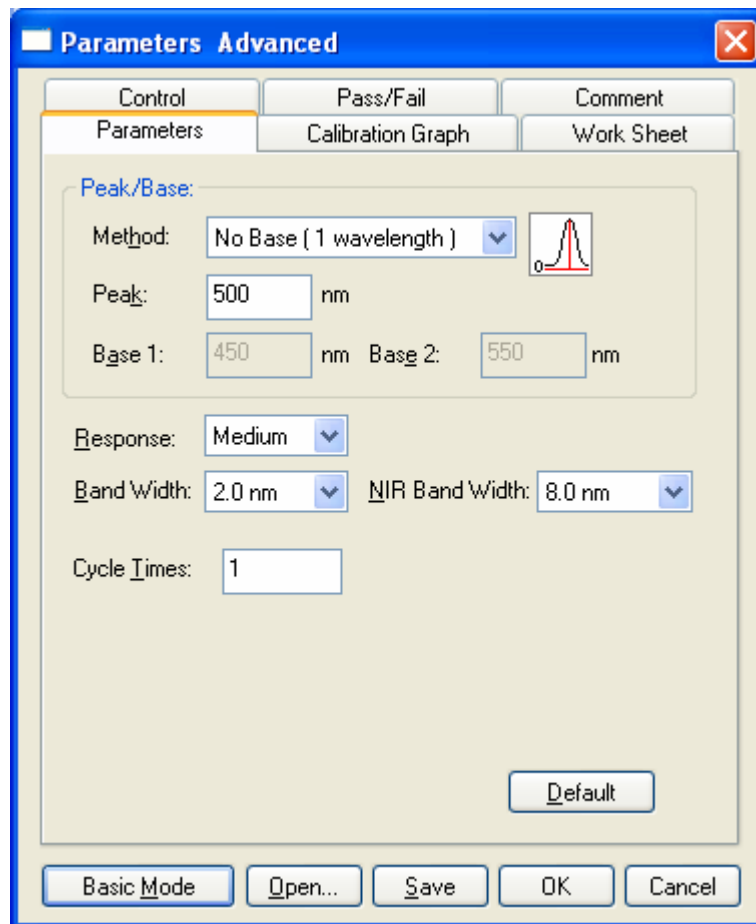 Parameters Advanced
Control Pass/Fail Comment
Parameters Calibration Graph Work Sheet
Peak/Base:
Method: No Base ( 1 wavelength ) 0
Peak: 500 nm
Base 1: 450 nm Base 2: 550 nm
Response: Medium
Band Width: 2.0 nm NIR Band Width: 8.0 nm
Cycle Times: 1
Default
Basic Mode Open... Save OK Cancel